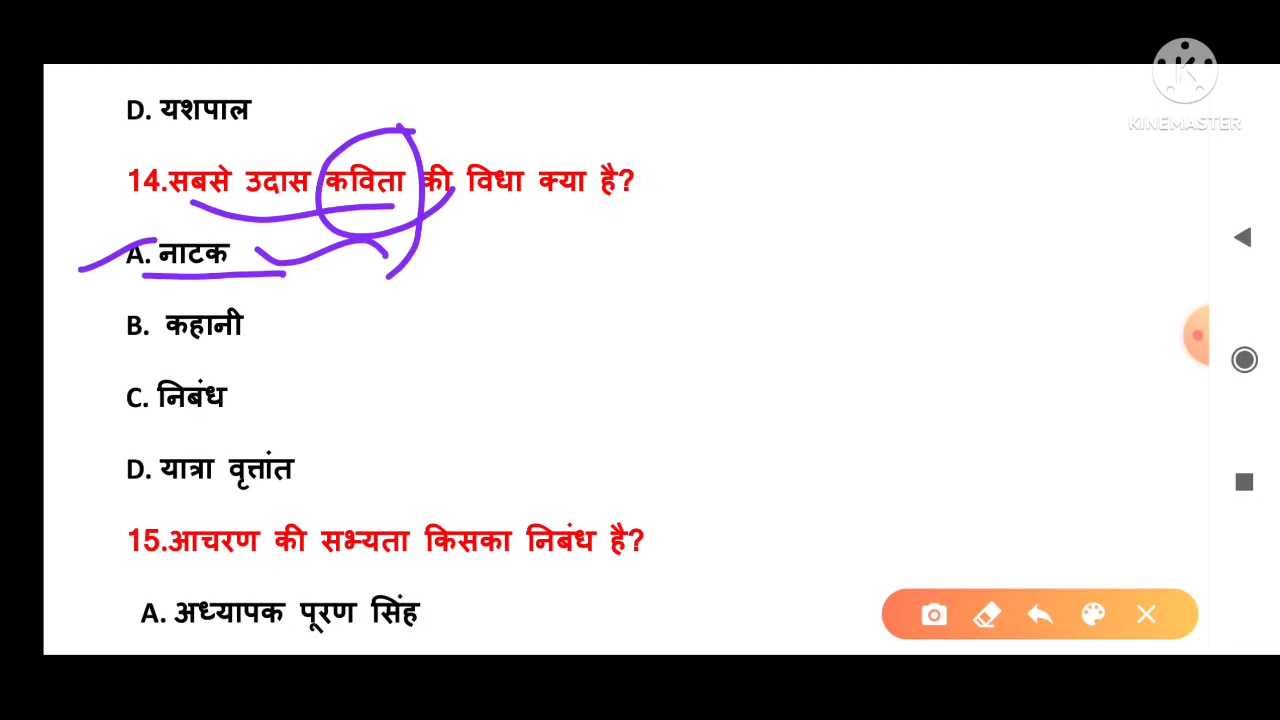 KINEMASTER
D. यशपाल
14.सबसे उदास कविता की विधा क्या है?
A. नाटक
B. कहानी
C. निबंध
D. यात्रा वृत्तांत
15.आचरण की सभ्यता किसका निबंध है?
A. अध्यापक पूरण सिंह